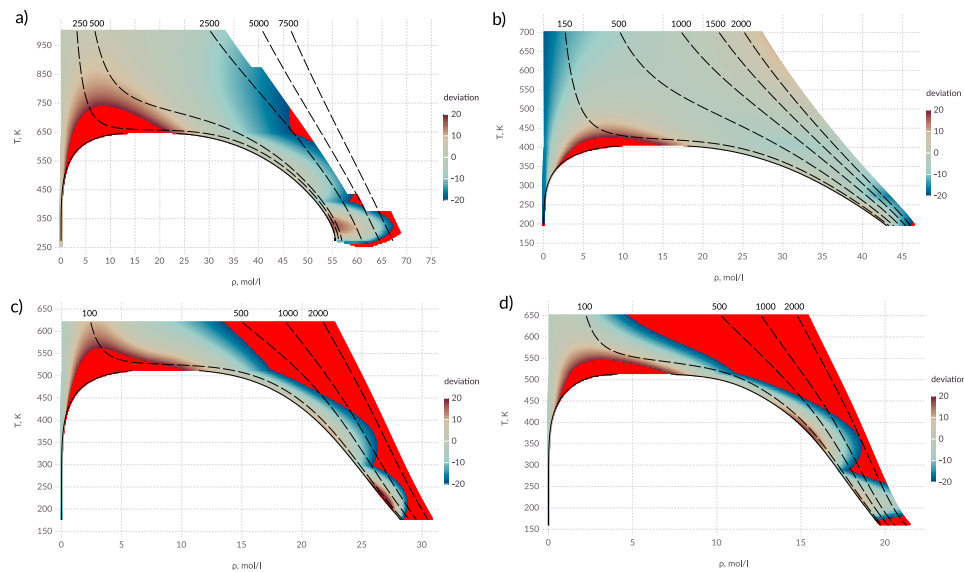 a)
250 500 2500 5000 7500
950
850
750
650
550
450
350
250
T, K
0 5 10 15 20 25 30 35 40 45 50 55 60 65 70 75
ρ, mol/l
deviation
20
10
0
−10
−20
b)
150 500 1000 1500 2000
700
650
600
550
500
450
400
350
300
250
200
150
T, K
0 5 10 15 20 25 30 35 40 45
ρ, mol/l
deviation
20
10
0
−10
−20
c)
100 500 1000 2000
650
600
550
500
450
400
350
300
250
200
150
T, K
0 5 10 15 20 25 30
ρ, mol/l
deviation
20
10
0
−10
−20
d)
100 500 1000 2000
650
600
550
500
450
400
350
300
250
200
150
T, K
0 5 10 15 20
ρ, mol/l
deviation
20
10
0
−10
−20